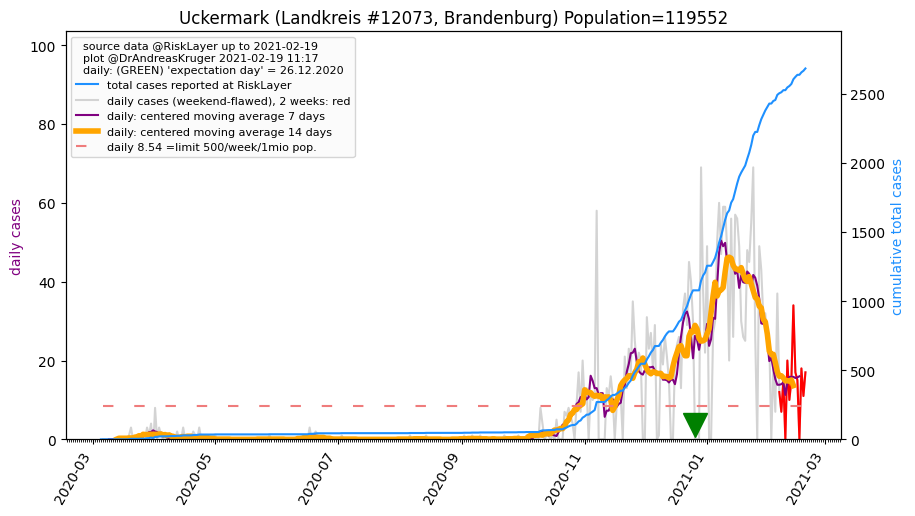 Uckermark (Landkreis #12073, Brandenburg) Population=119552
source data @RiskLayer up to 2021-02-19
plot @DrAndreasKruger 2021-02-19 11:17
daily: (GREEN) 'expectation day' = 26.12.2020
total cases reported at RiskLayer
daily cases (weekend-flawed), 2 weeks: red
daily: centered moving average 7 days
daily: centered moving average 14 days
daily 8.54 =limit 500/week/1mio pop.
daily cases
100
80
60
40
20
0
cumulative total cases
2500
2000
1500
1000
500
0
2020-03
2020-05
2020-07
2020-09
2020-11
2021-01
2021-03